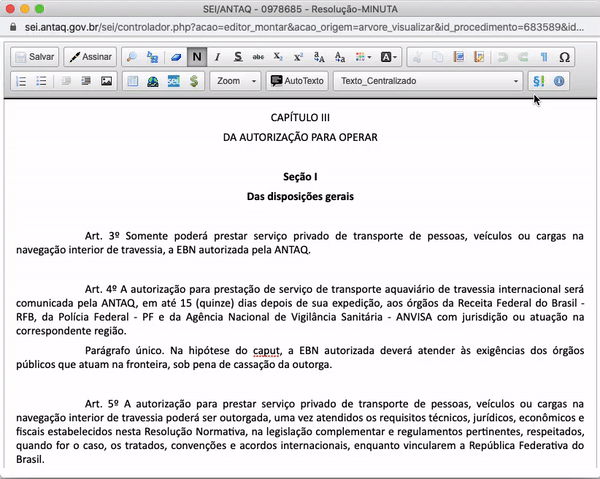 SEI/ANTAQ - 0978685 - Resolução-MINUTA
sei.antaq.gov.br/sei/controlador.php?acao=editor_montar&acao_origem=arvore_visualizar&id_procedimento=683589&id...
Salvar Assinar N I S abc
Zoom AutoTexto Texto_Centralizado §!
CAPÍTULO III
DA AUTORIZAÇÃO PARA OPERAR
Seção I
Das disposições gerais
Art. 3º Somente poderá prestar serviço privado de transporte de pessoas, veículos ou cargas na
navegação interior de travessia, a EBN autorizada pela ANTAQ.
Art. 4º A autorização para prestação de serviço de transporte aquaviário de travessia internacional será
comunicada pela ANTAQ, em até 15 (quinze) dias depois de sua expedição, aos órgãos da Receita Federal do Brasil -
RFB, da Polícia Federal - PF e da Agência Nacional de Vigilância Sanitária - ANVISA com jurisdição ou atuação na
correspondente região.
Parágrafo único. Na hipótese do caput, a EBN autorizada deverá atender às exigências dos órgãos
públicos que atuam na fronteira, sob pena de cassação da outorga.
Art. 5º A autorização para prestar serviço privado de transporte de pessoas, veículos ou cargas na
navegação interior de travessia poderá ser outorgada, uma vez atendidos os requisitos técnicos, jurídicos, econômicos e
fiscais estabelecidos nesta Resolução Normativa, na legislação complementar e regulamentos pertinentes, respeitados,
quando for o caso, os tratados, convenções e acordos internacionais, enquanto vincularem a República Federativa do
Brasil.